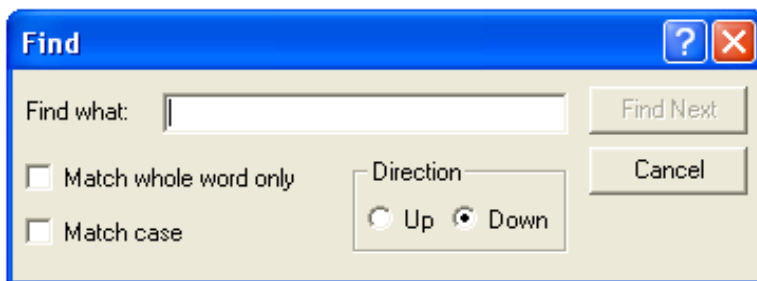 Find
Find what:
Find Next
Match whole word only
Direction
Cancel
Up
Down
Match case